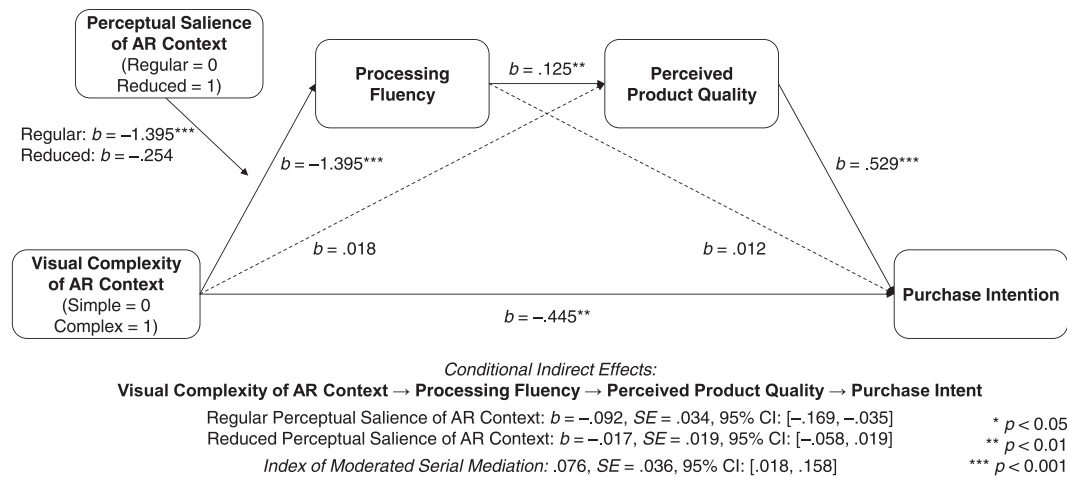 Perceptual Salience
of AR Context
(Regular = 0
Reduced = 1)
Processing
Fluency
b = .125**
Perceived
Product Quality
Regular: b = −1.395***
Reduced: b = −.254
b = −1.395***
b = .529***
b = .018
b = .012
Visual Complexity
of AR Context
(Simple = 0
Complex = 1)
Purchase Intention
b = −.445**
Conditional Indirect Effects:
Visual Complexity of AR Context → Processing Fluency → Perceived Product Quality → Purchase Intent
Regular Perceptual Salience of AR Context: b = −.092, SE = .034, 95% CI: [−.169, −.035]
Reduced Perceptual Salience of AR Context: b = −.017, SE = .019, 95% CI: [−.058, .019]
Index of Moderated Serial Mediation: .076, SE = .036, 95% CI: [.018, .158]
* p < 0.05
** p < 0.01
*** p < 0.001